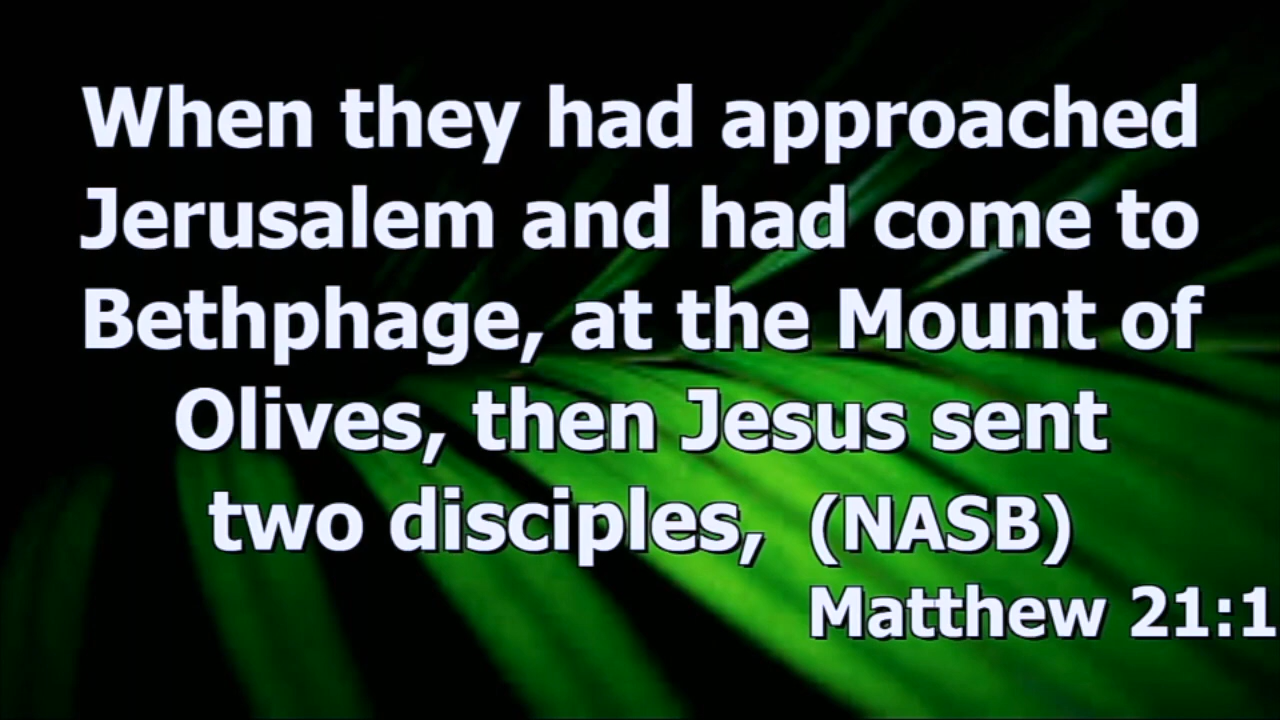 When they had approached
Jerusalem and had come to
Bethphage, at the Mount of
Olives, then Jesus sent
two disciples, (NASB)
Matthew 21:1